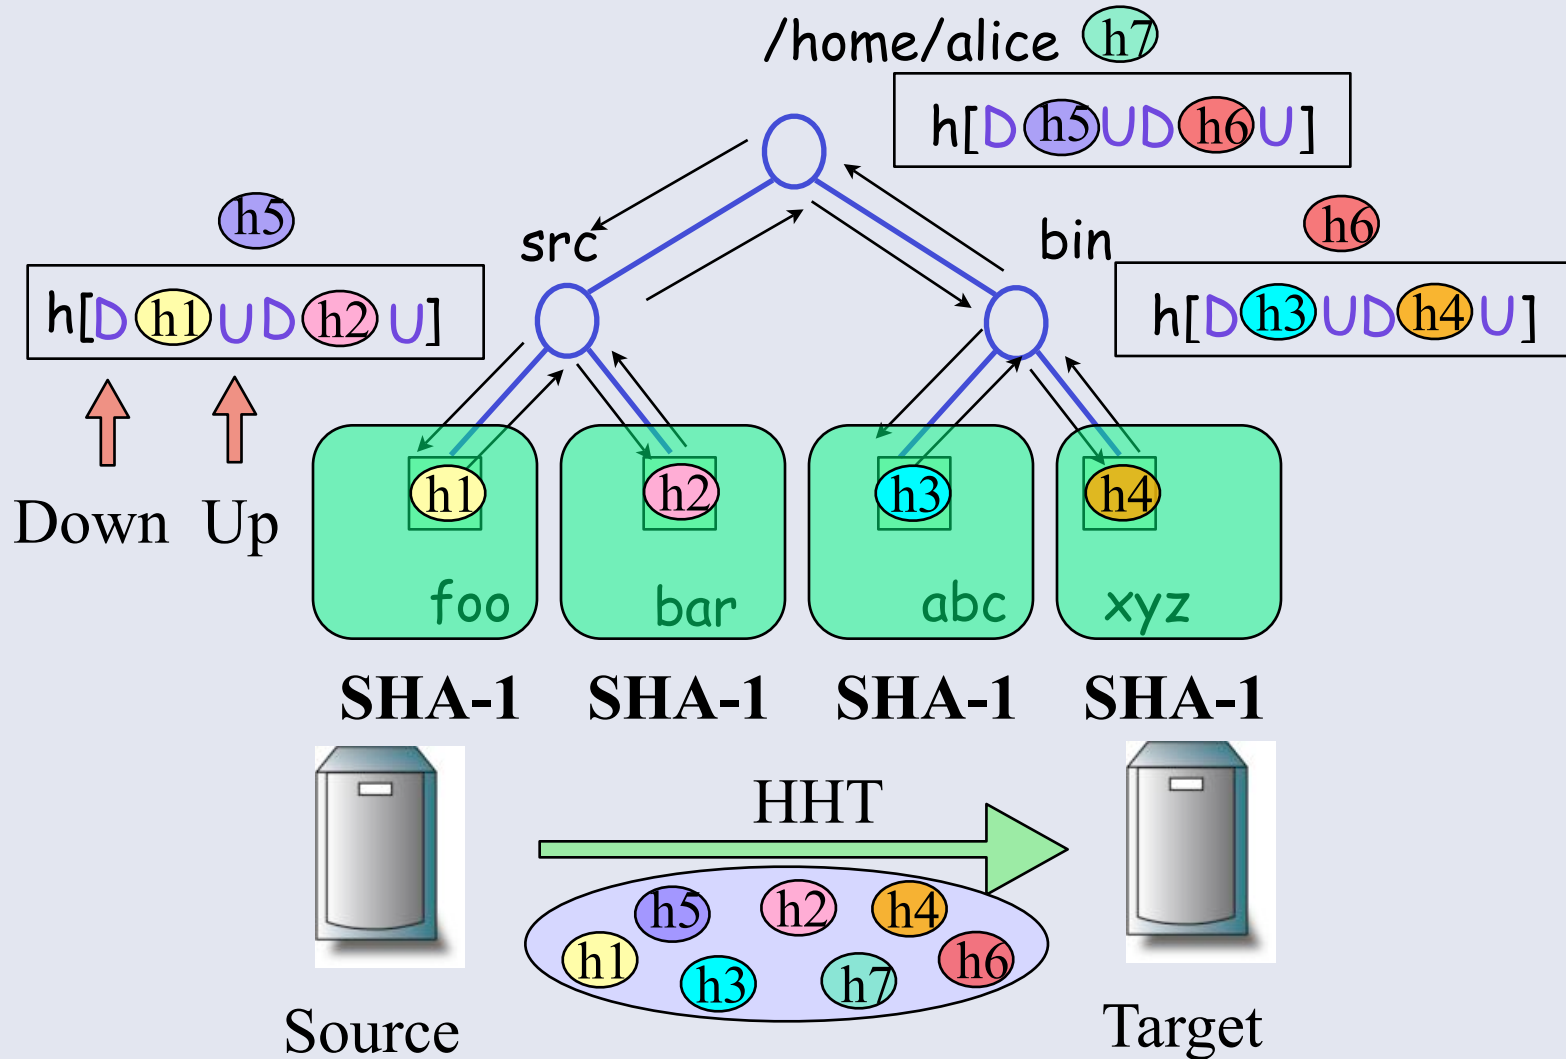 /home/alice h7
h[D h5 U D h6 U]
h5
src
bin
h6
h[D h1 U D h2 U]
h[D h3 U D h4 U]
Down Up
h1 h2 h3 h4
foo bar abc xyz
SHA-1 SHA-1 SHA-1 SHA-1
HHT
h5 h2 h4
h1 h3 h7 h6
Source
Target